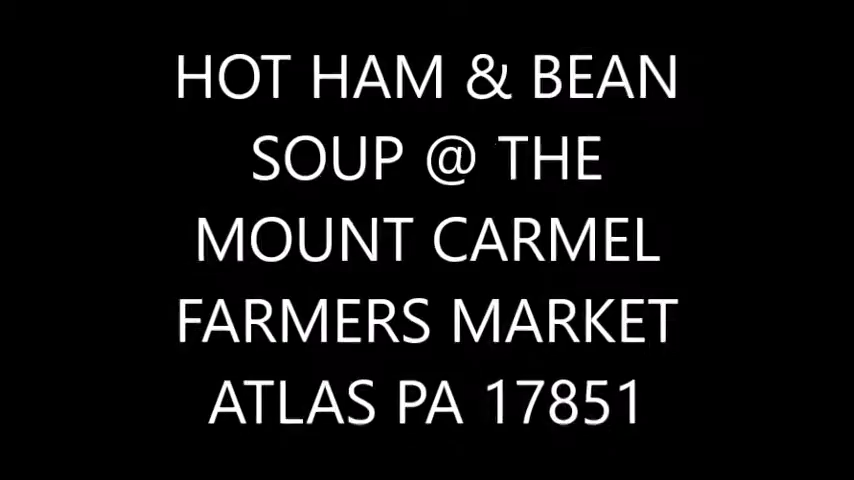 HOT HAM & BEAN
SOUP @ THE
MOUNT CARMEL
FARMERS MARKET
ATLAS PA 17851